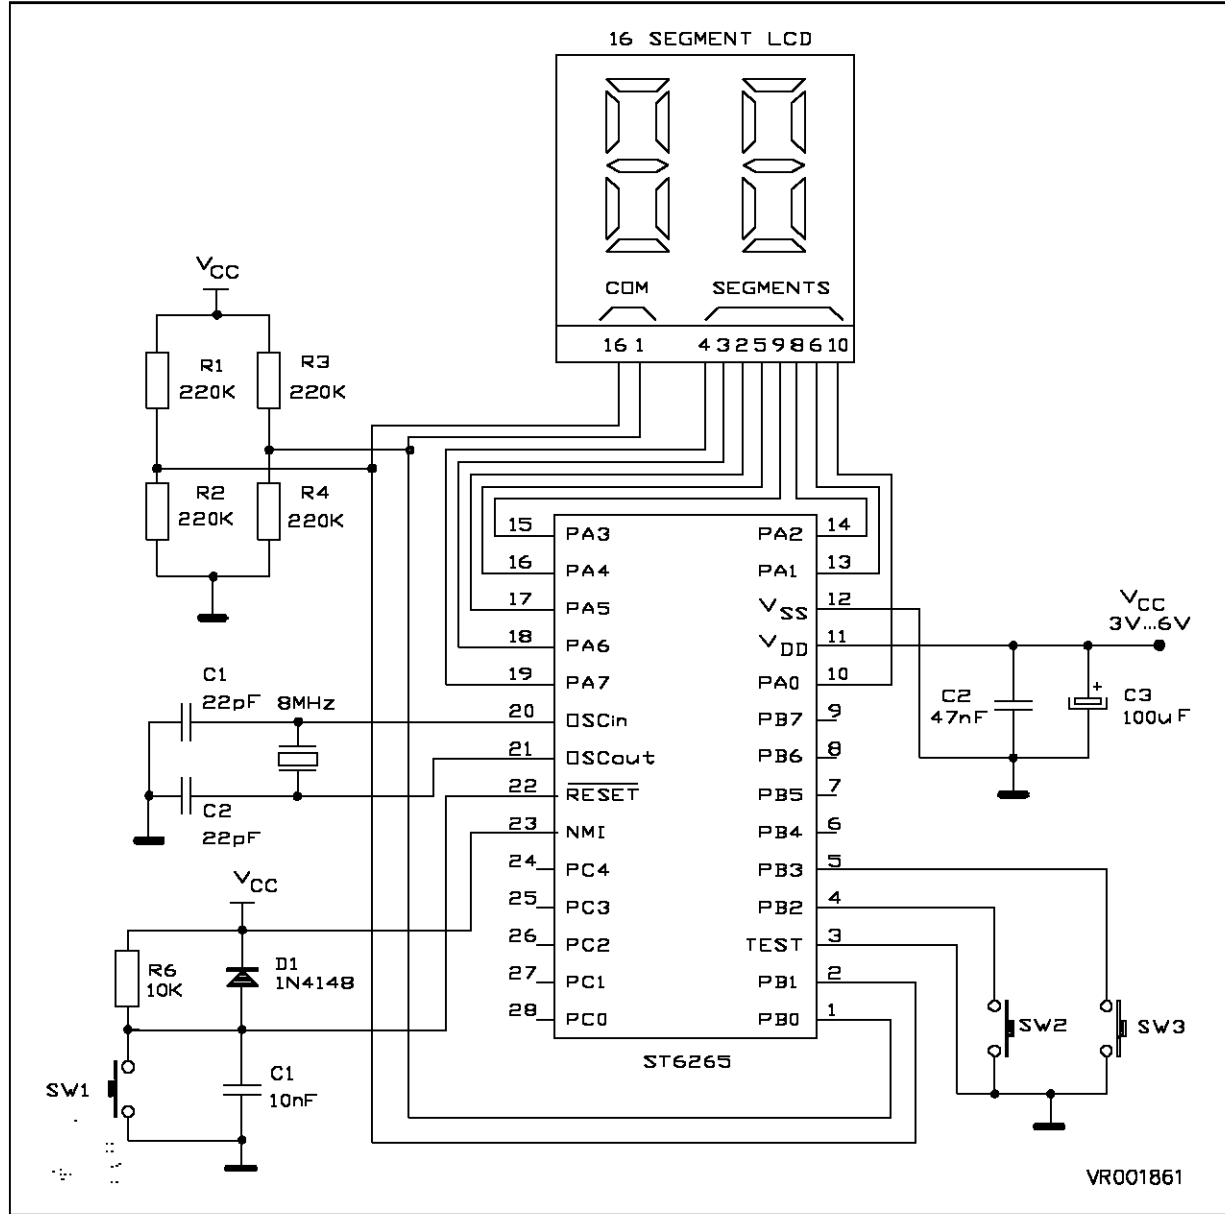 16 SEGMENT LCD
COM SEGMENTS
16 1 4 3 2 5 9 8 6 10
VCC
R1 220K
R3 220K
R2 220K
R4 220K
15 PA3 PA2 14
16 PA4 PA1 13
17 PA5 VSS 12
18 PA6 VDD 11
19 PA7 PA0 10
20 OSCin PB7 9
21 OSCout PB6 8
22 RESET PB5 7
23 NMI PB4 6
24 PC4 PB3 5
25 PC3 PB2 4
26 PC2 TEST 3
27 PC1 PB1 2
28 PC0 PB0 1
ST6265
VCC
3V...6V
C2 47nF
C3 100uF
+
C1
22pF
8MHz
C2
22pF
VCC
R6
10K
D1
1N4148
SW1
C1
10nF
SW2
SW3
VR001861